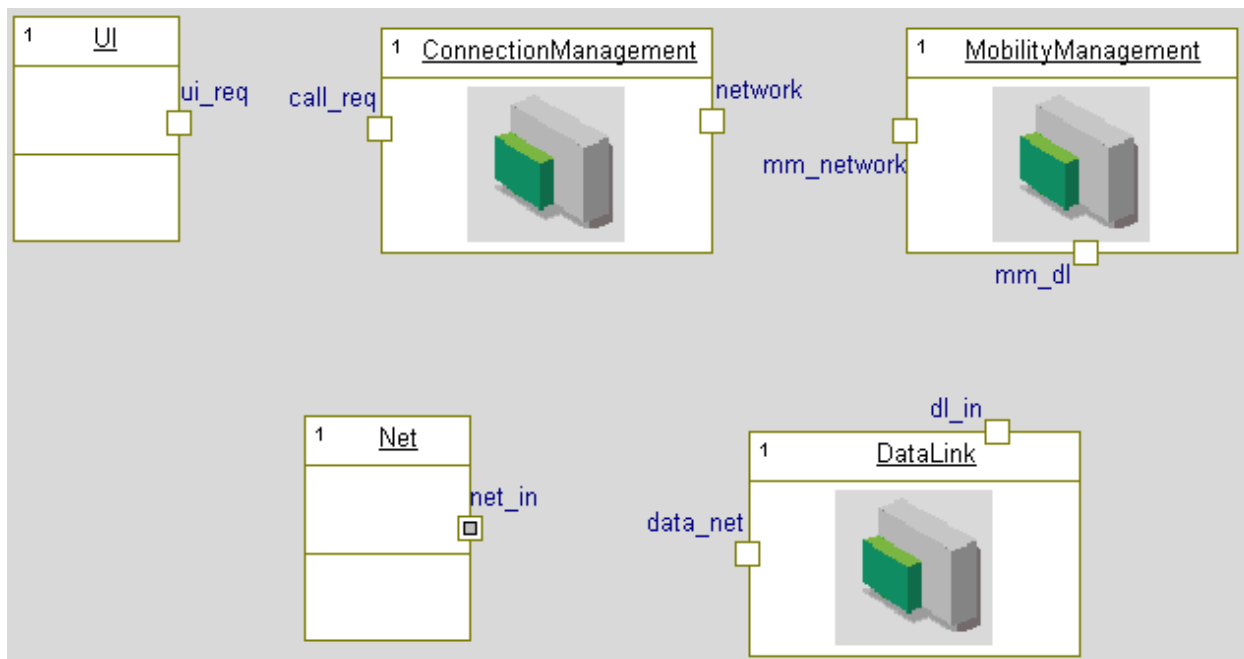 1 UI
ui_req
1 ConnectionManagement
call_req
network
1 MobilityManagement
mm_network
mm_dl
1 Net
net_in
dl_in
1 DataLink
data_net